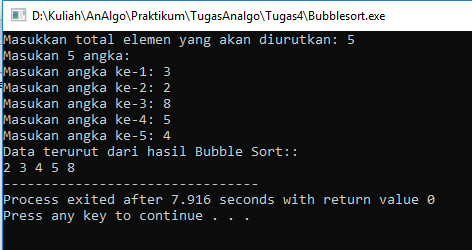 D:\Kuliah\AnAlgo\Praktikum\TugasAnalgo\Tugas4\Bubblesort.exe
Masukkan total elemen yang akan diurutkan: 5
Masukan 5 angka:
Masukan angka ke-1: 3
Masukan angka ke-2: 2
Masukan angka ke-3: 8
Masukan angka ke-4: 5
Masukan angka ke-5: 4
Data terurut dari hasil Bubble Sort::
2 3 4 5 8
--------------------------------
Process exited after 7.916 seconds with return value 0
Press any key to continue . . .